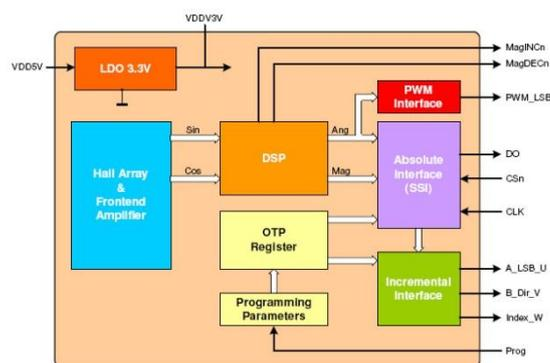 VDDV3V
VDD5V
LDO 3.3V
MagINCn
MagDECn
PWM
Interface
PWM_LSB
Sin
Cos
Ang
Mag
DSP
Hall Array
&
Frontend
Amplifier
Absolute
Interface
(SSI)
DO
CSn
CLK
OTP
Register
Programming
Parameters
Incremental
Interface
A_LSB_U
B_Dir_V
Index_W
Prog